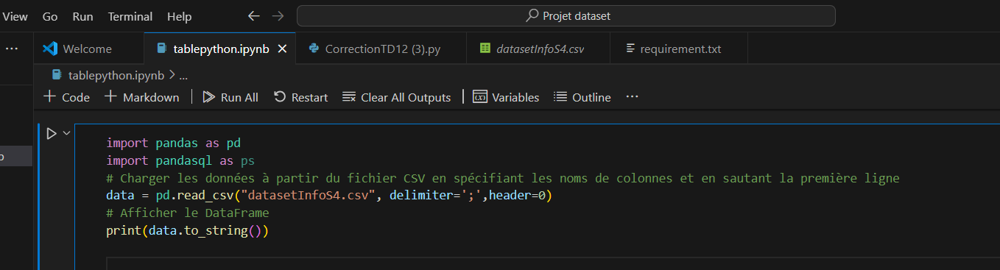 View Go Run Terminal Help ← → Projet dataset
... Welcome tablepython.ipynb × CorrectionTD12 (3).py datasetInfoS4.csv requirement.txt
tablepython.ipynb > ...
+ Code + Markdown | Run All Restart Clear All Outputs | Variables Outline ...
import pandas as pd
import pandasql as ps
# Charger les données à partir du fichier CSV en spécifiant les noms de colonnes et en sautant la première ligne
data = pd.read_csv("datasetInfoS4.csv", delimiter=';',header=0)
# Afficher le DataFrame
print(data.to_string())